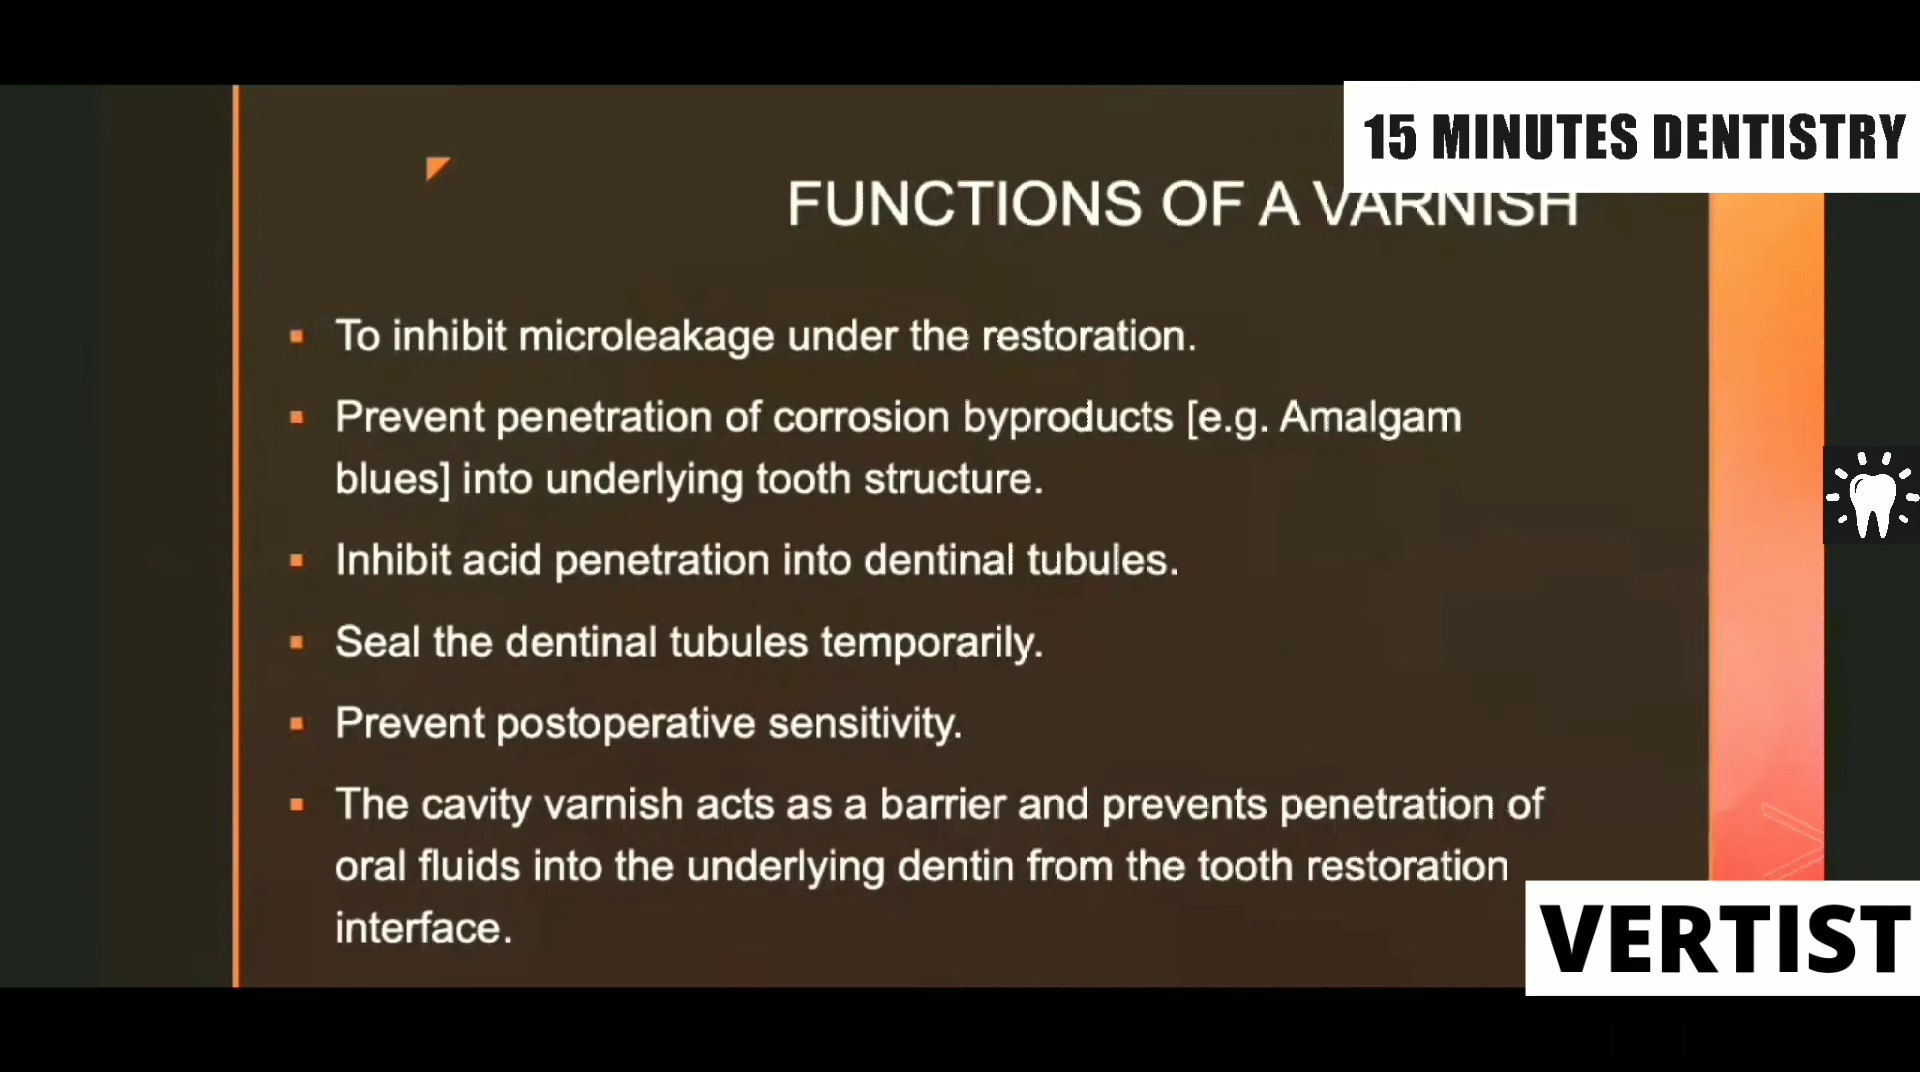 15 MINUTES DENTISTRY
FUNCTIONS OF A VARNISH
To inhibit microleakage under the restoration.
Prevent penetration of corrosion byproducts [e.g. Amalgam
blues] into underlying tooth structure.
Inhibit acid penetration into dentinal tubules.
Seal the dentinal tubules temporarily.
Prevent postoperative sensitivity.
The cavity varnish acts as a barrier and prevents penetration of
oral fluids into the underlying dentin from the tooth restoration
interface.
VERTIST